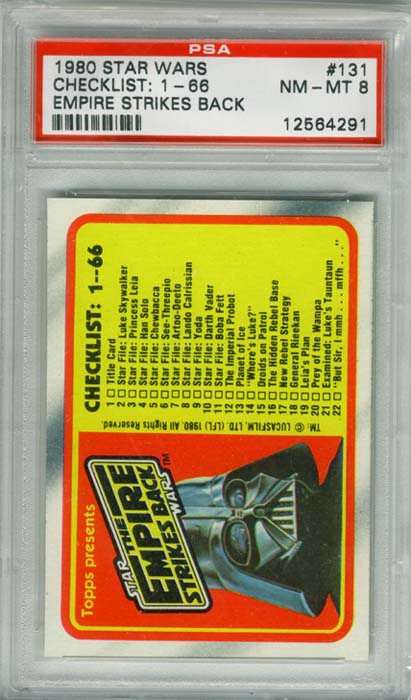 PSA
1980 STAR WARS #131
CHECKLIST: 1-66 NM-MT 8
EMPIRE STRIKES BACK
12564291
Topps presents
STAR THE
EMPIRE
STRIKES BACK
WARS™
CHECKLIST: 1--66
1 □ Title Card
2 □ Star File: Luke Skywalker
3 □ Star File: Princess Leia
4 □ Star File: Han Solo
5 □ Star File: Chewbacca
6 □ Star File: See-Threepio
7 □ Star File: Artoo-Deeto
8 □ Star File: Lando Calrissian
9 □ Star File: Yoda
10 □ Star File: Darth Vader
11 □ Star File: Boba Fett
12 □ The Imperial Probot
13 □ Planet of Ice
14 □ "Where's Luke?"
15 □ Droids on Patrol
16 □ The Hidden Rebel Base
17 □ New Rebel Strategy
18 □ General Rieekan
19 □ Leia's Plan
20 □ Prey of the Wampa
21 □ Examined: Luke's Tauntaun
22 □ "But Sir, I mmh . . . mffh . . ."
TM: © LUCASFILM, LTD. (LFL) 1980. All Rights Reserved.